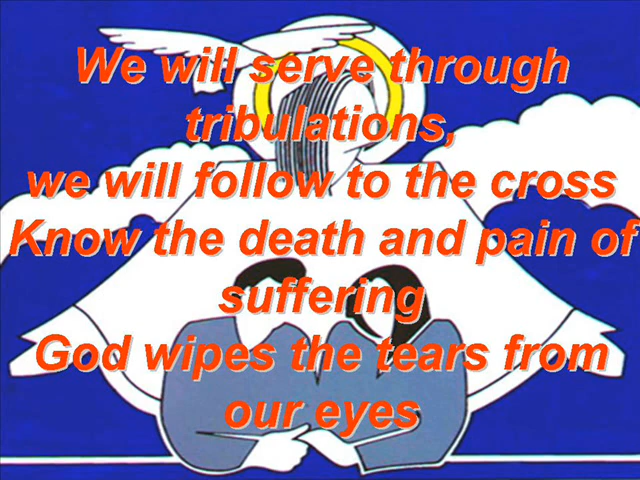 We will serve through
tribulations,
we will follow to the cross
Know the death and pain of
suffering
God wipes the tears from
our eyes